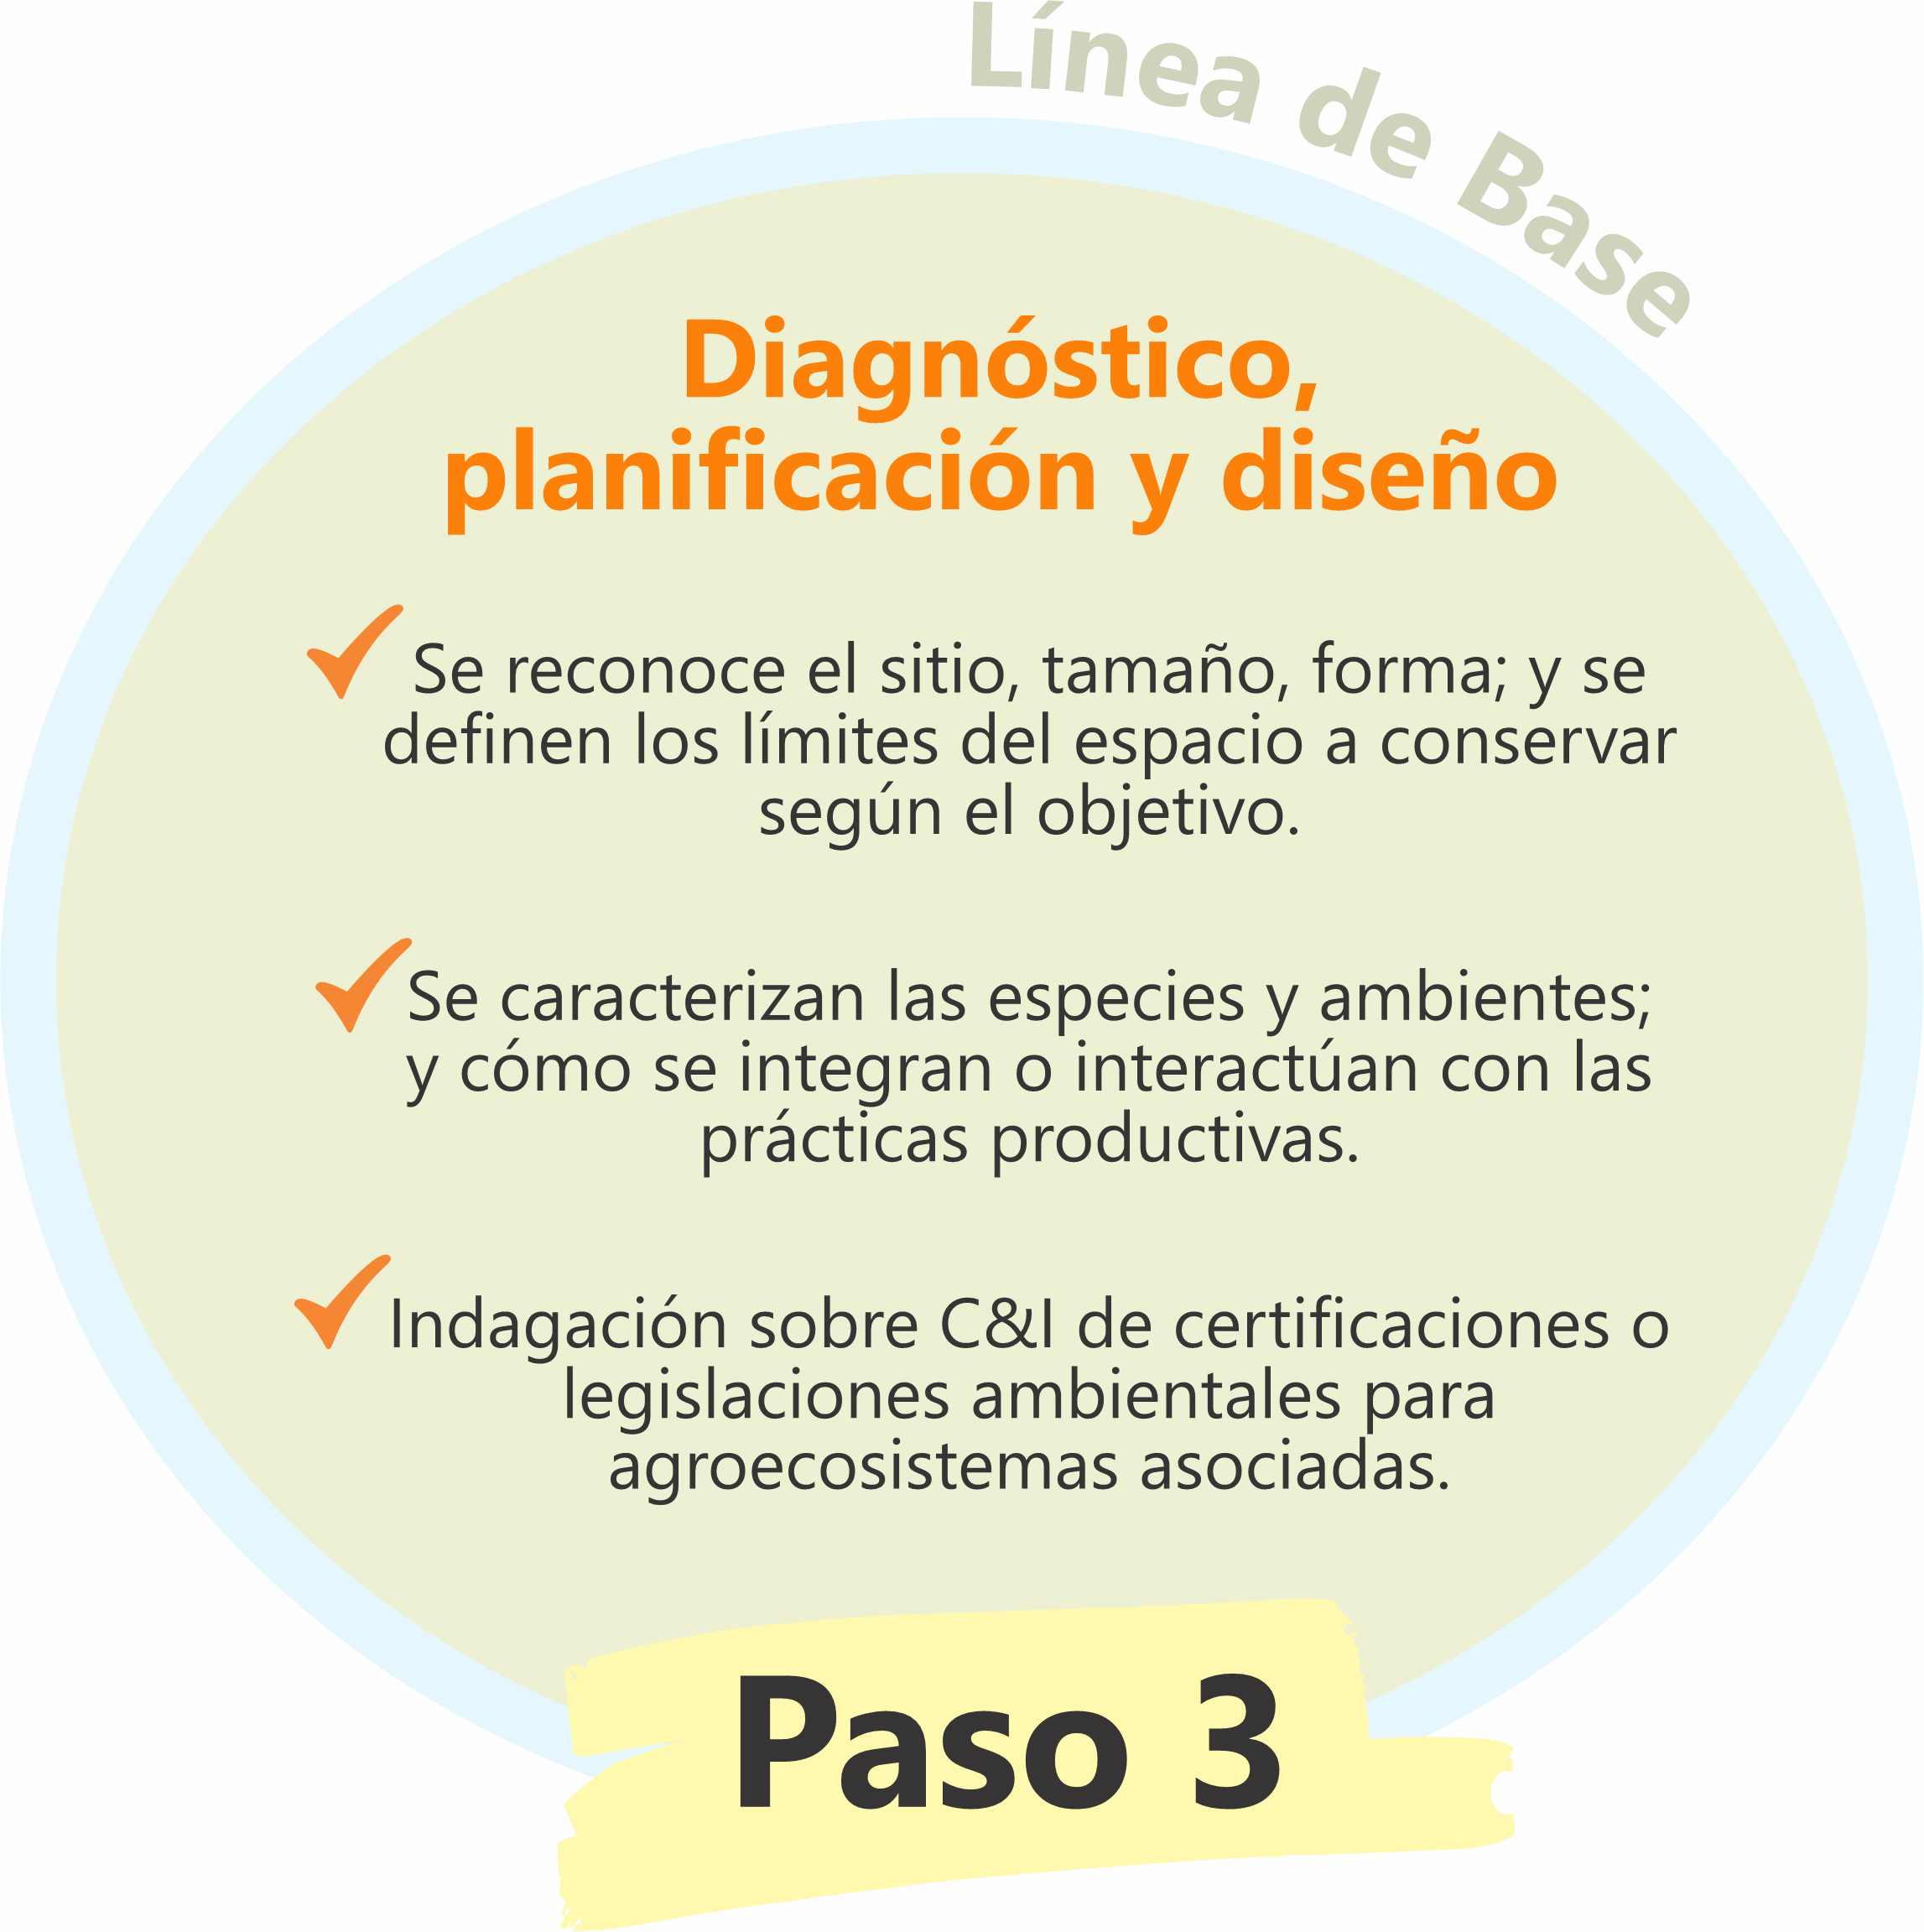 Línea de Base
Diagnóstico,
planificación y diseño
Se reconoce el sitio, tamaño, forma; y se
definen los límites del espacio a conservar
según el objetivo.
Se caracterizan las especies y ambientes;
y cómo se integran o interactúan con las
prácticas productivas.
Indagación sobre C&I de certificaciones o
legislaciones ambientales para
agroecosistemas asociadas.
Paso 3